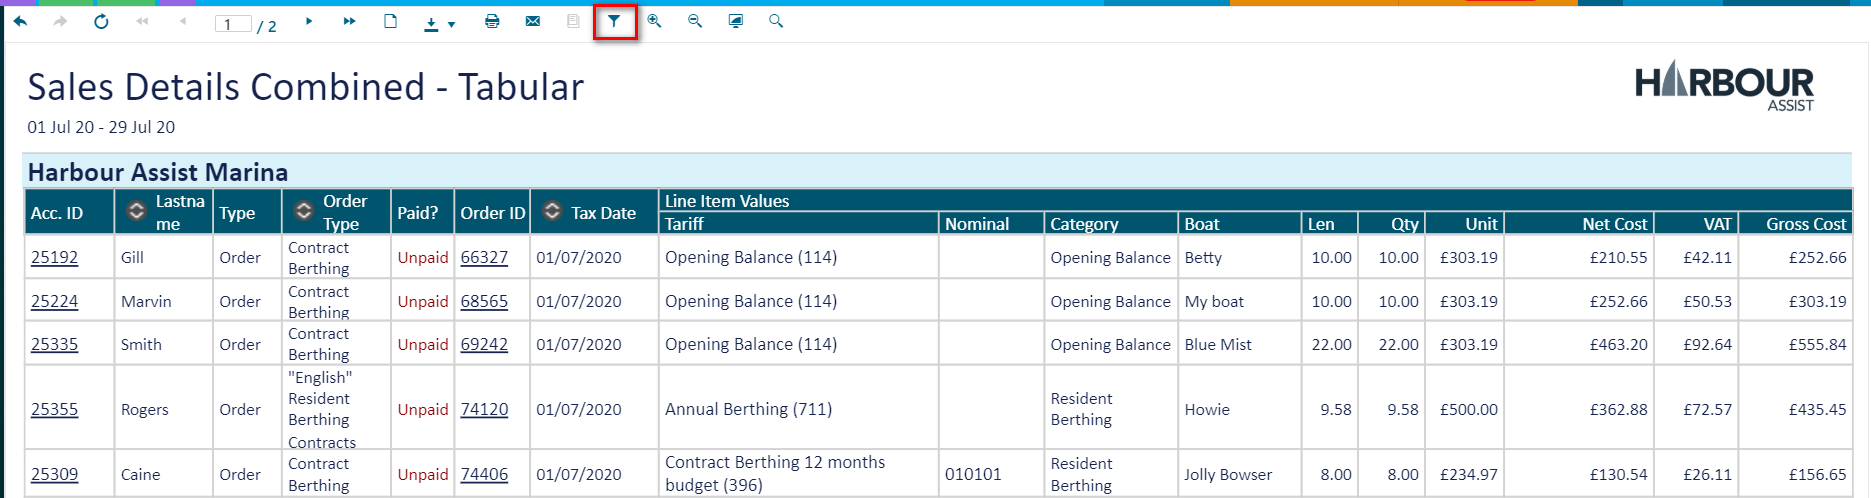 1 / 2
Sales Details Combined - Tabular
HARBOUR
ASSIST
01 Jul 20 - 29 Jul 20
Harbour Assist Marina
Acc. ID
Lastna
me
Type
Order
Type
Paid?
Order ID
Tax Date
Line Item Values
Tariff
Nominal
Category
Boat
Len
Qty
Unit
Net Cost
VAT
Gross Cost
25192
Gill
Order
Contract
Berthing
Unpaid
66327
01/07/2020
Opening Balance (114)
Opening Balance
Betty
10.00
10.00
£303.19
£210.55
£42.11
£252.66
25224
Marvin
Order
Contract
Berthing
Unpaid
68565
01/07/2020
Opening Balance (114)
Opening Balance
My boat
10.00
10.00
£303.19
£252.66
£50.53
£303.19
25335
Smith
Order
Contract
Berthing
Unpaid
69242
01/07/2020
Opening Balance (114)
Opening Balance
Blue Mist
22.00
22.00
£303.19
£463.20
£92.64
£555.84
25355
Rogers
Order
"English"
Resident
Berthing
Contracts
Unpaid
74120
01/07/2020
Annual Berthing (711)
Resident
Berthing
Howie
9.58
9.58
£500.00
£362.88
£72.57
£435.45
25309
Caine
Order
Contract
Berthing
Unpaid
74406
01/07/2020
Contract Berthing 12 months
budget (396)
010101
Resident
Berthing
Jolly Bowser
8.00
8.00
£234.97
£130.54
£26.11
£156.65